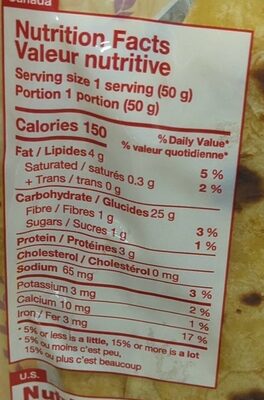 Canada
Nutrition Facts
Valeur nutritive
Serving size 1 serving (50 g)
Portion 1 portion (50 g)
Calories 150
% Daily Value*
% valeur quotidienne*
Fat / Lipides 4 g 5 %
Saturated / saturés 0.3 g
+ Trans / trans 0 g 2 %
Carbohydrate / Glucides 25 g
Fibre / Fibres 1 g 3 %
Sugars / Sucres 1 g 1 %
Protein / Protéines 3 g
Cholesterol / Cholestérol 0 mg
Sodium 65 mg 3 %
Potassium 3 mg 2 %
Calcium 10 mg 1 %
Iron / Fer 3 mg 17 %
* 5% or less is a little, 15% or more is a lot
* 5% ou moins c'est peu,
15% ou plus c'est beaucoup
U.S.